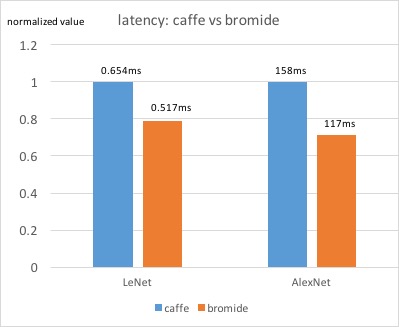 normalized value
latency: caffe vs bromide
1.2
1
0.8
0.6
0.4
0.2
0
0.654ms
0.517ms
158ms
117ms
LeNet
AlexNet
caffe
bromide